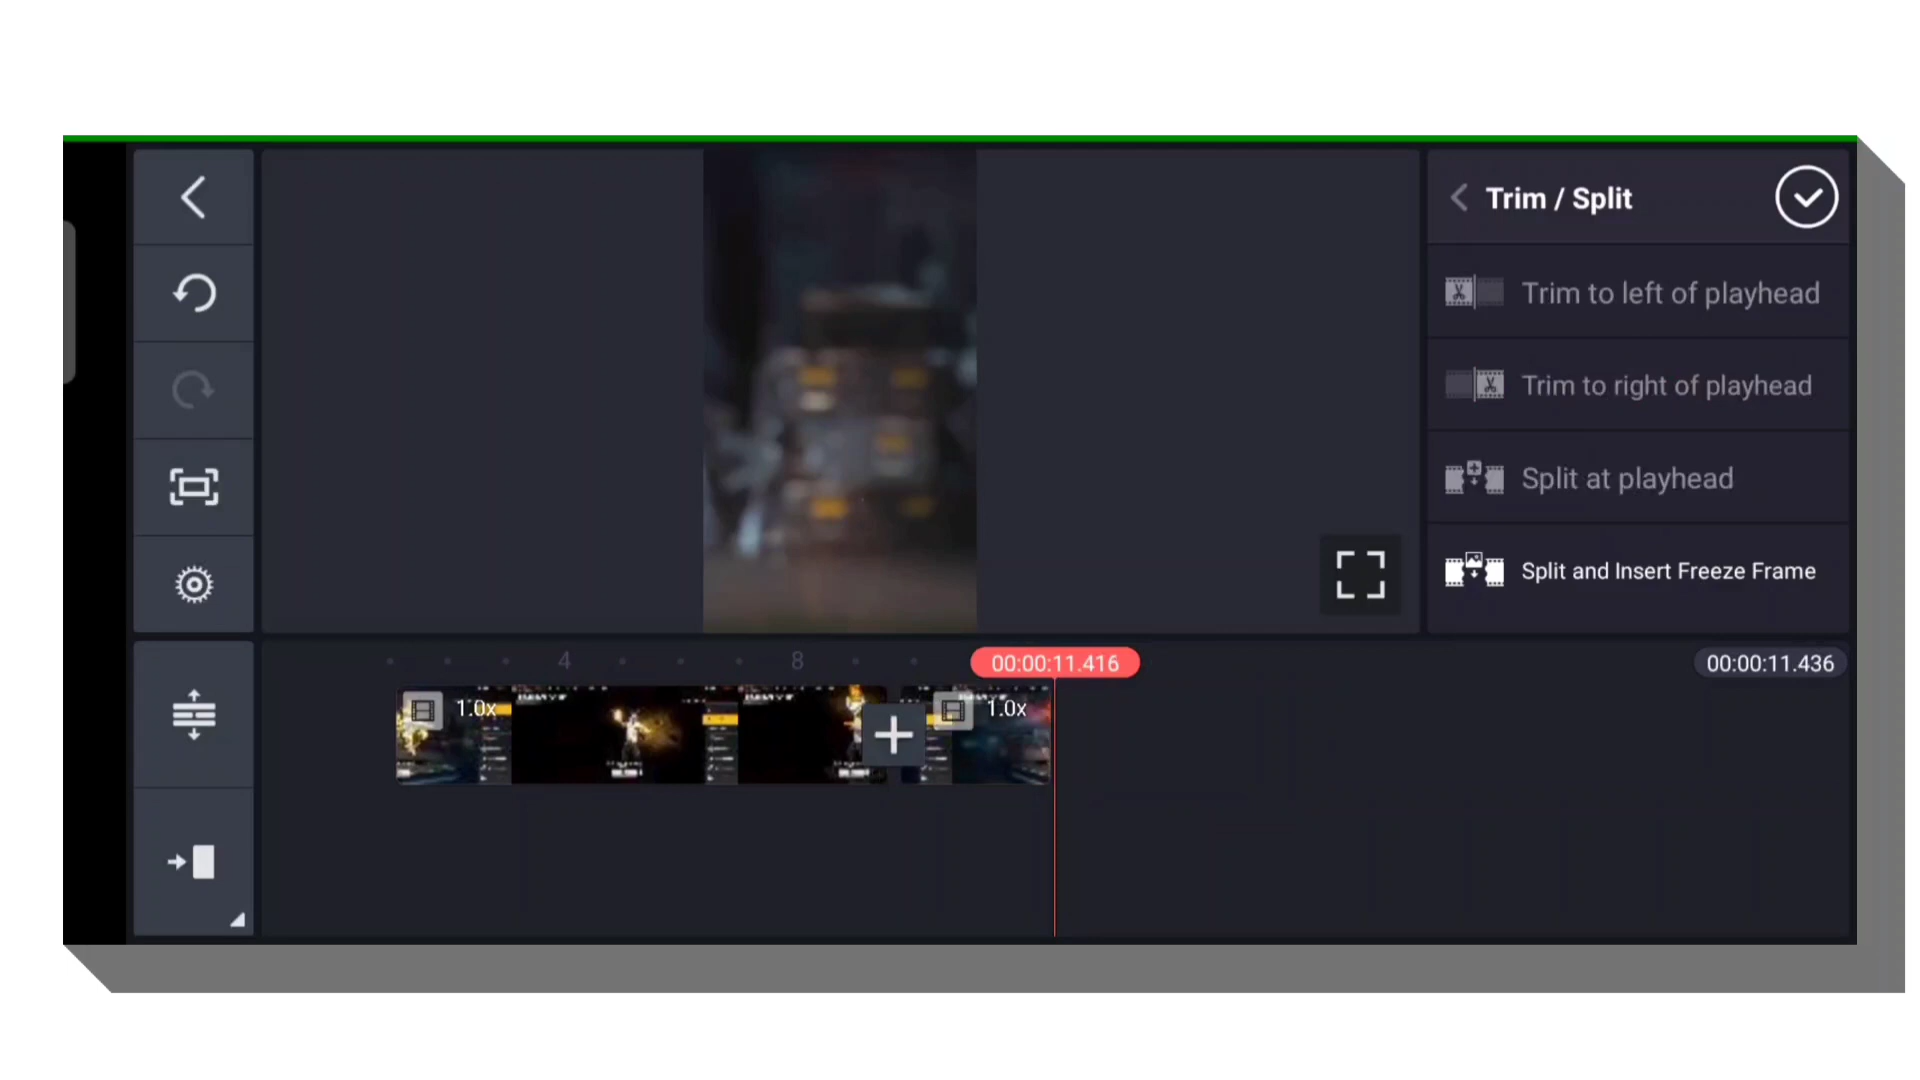 Trim / Split
Trim to left of playhead
Trim to right of playhead
Split at playhead
Split and Insert Freeze Frame
4
8
00:00:11.416
00:00:11.436
1.0x
1.0x